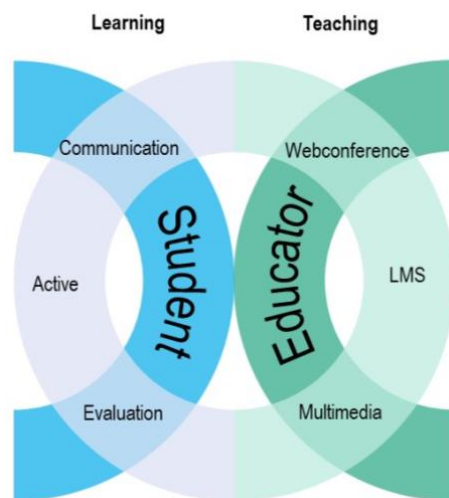 Learning
Teaching
Communication
Webconference
Student
Educator
Active
LMS
Evaluation
Multimedia